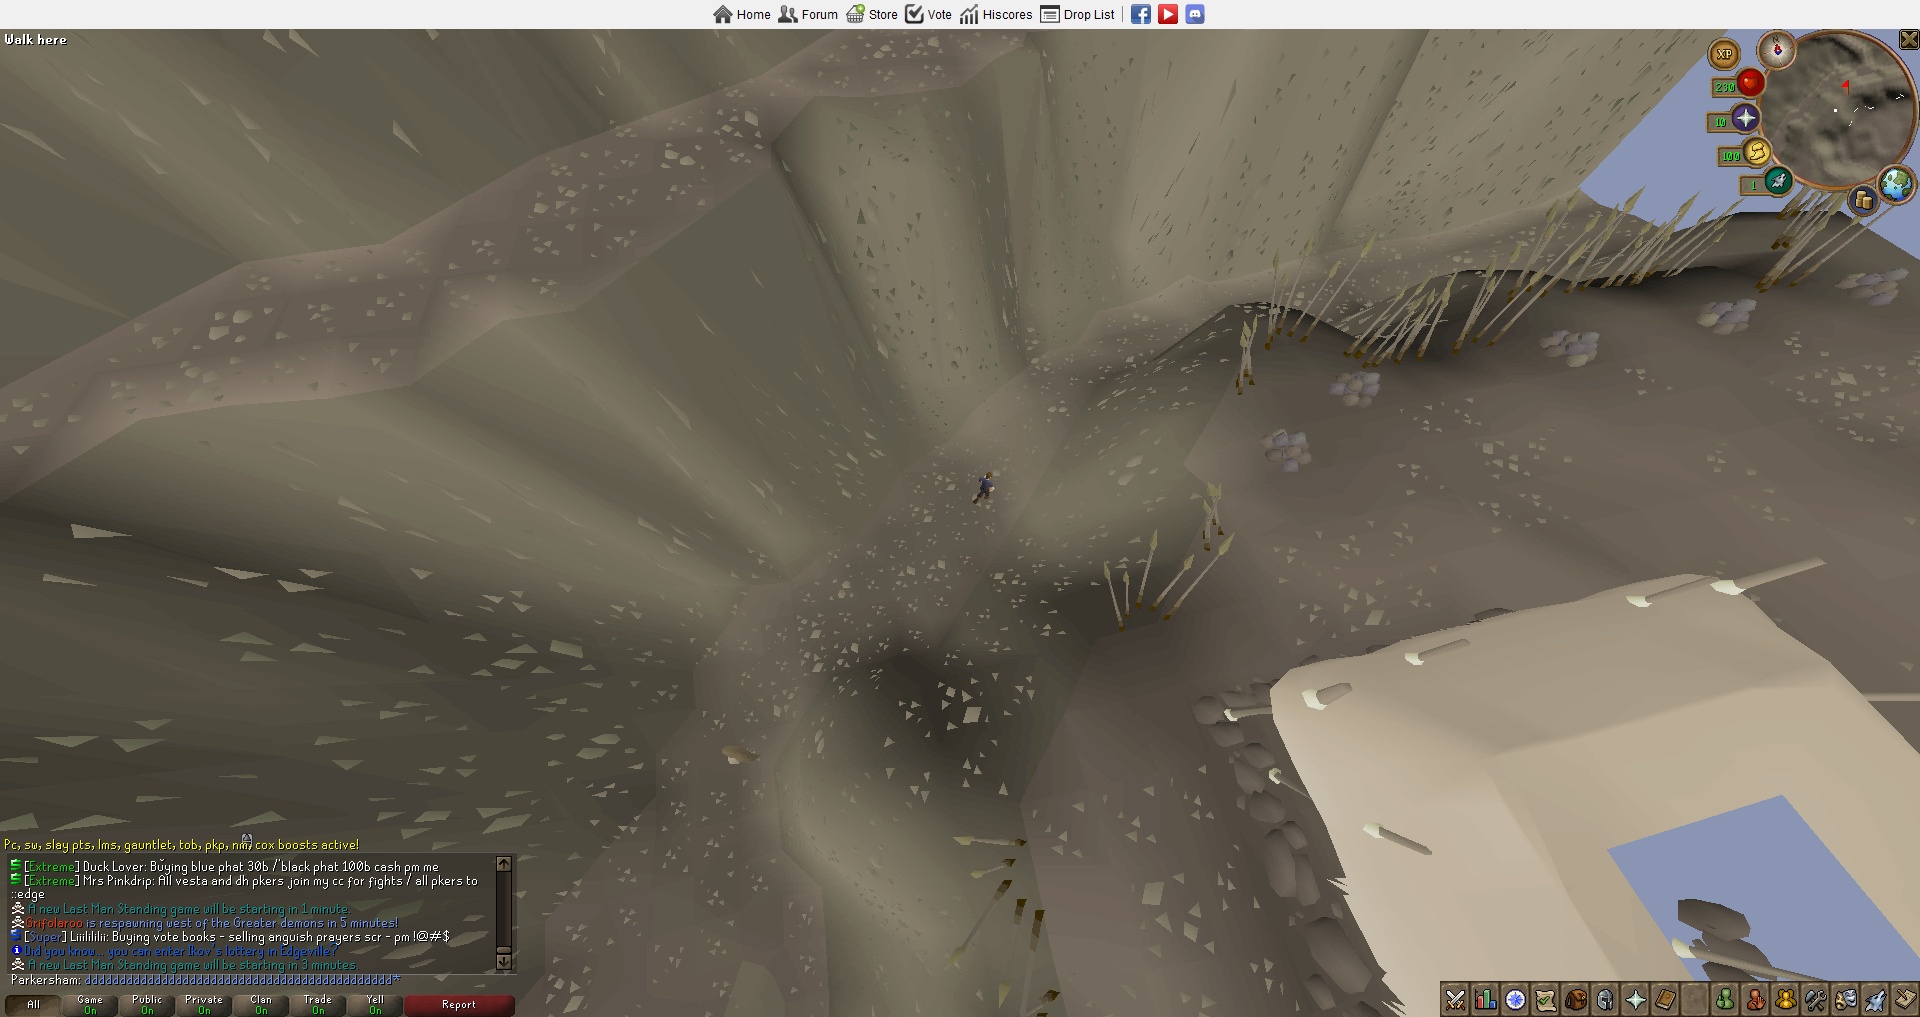 Home Forum Store Vote Hiscores Drop List
Walk here
XP
230
10
100
1
Pc, sw, slay pts, lms, gauntlet, tob, pkp, nm, cox boosts active!
[Extreme] Duck Lover: Buying blue phat 30b / black phat 100b cash pm me
[Extreme] Mrs Pinkdrip: All vesta and dh pkers join my cc for fights / all pkers to
::edge
A new Last Man Standing game will be starting in 1 minute.
Grifolaroo is respawning west of the Greater demons in 5 minutes!
[Super] Liiililili: Buying vote books - selling anguish prayers scr - pm !@#$
Did you know... you can enter Ikov's lottery in Edgeville?
A new Last Man Standing game will be starting in 3 minutes.
Parkersham: dddddddddddddddddddddddddddddddddddddddddddd*
All Game Public Private Clan Trade Yell Report
On On On On On On